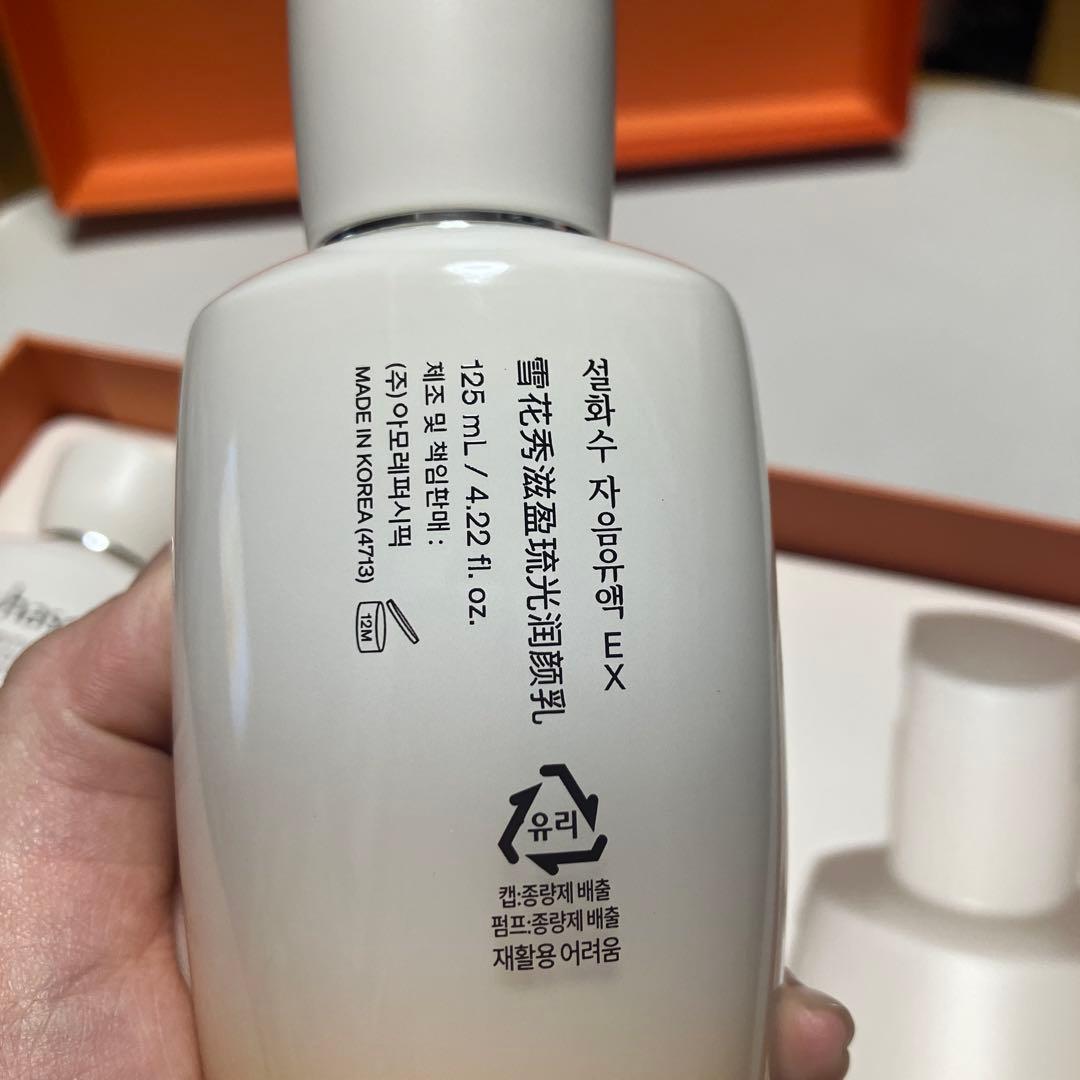 설화수 자음유액 EX
雪花秀滋盈琉光润颜乳
125 mL / 4.22 fl. oz.
제조 및 책임판매 :
(주)아모레퍼시픽
MADE IN KOREA (4713)
12M
유리
캡:종량제 배출
펌프:종량제 배출
재활용 어려움